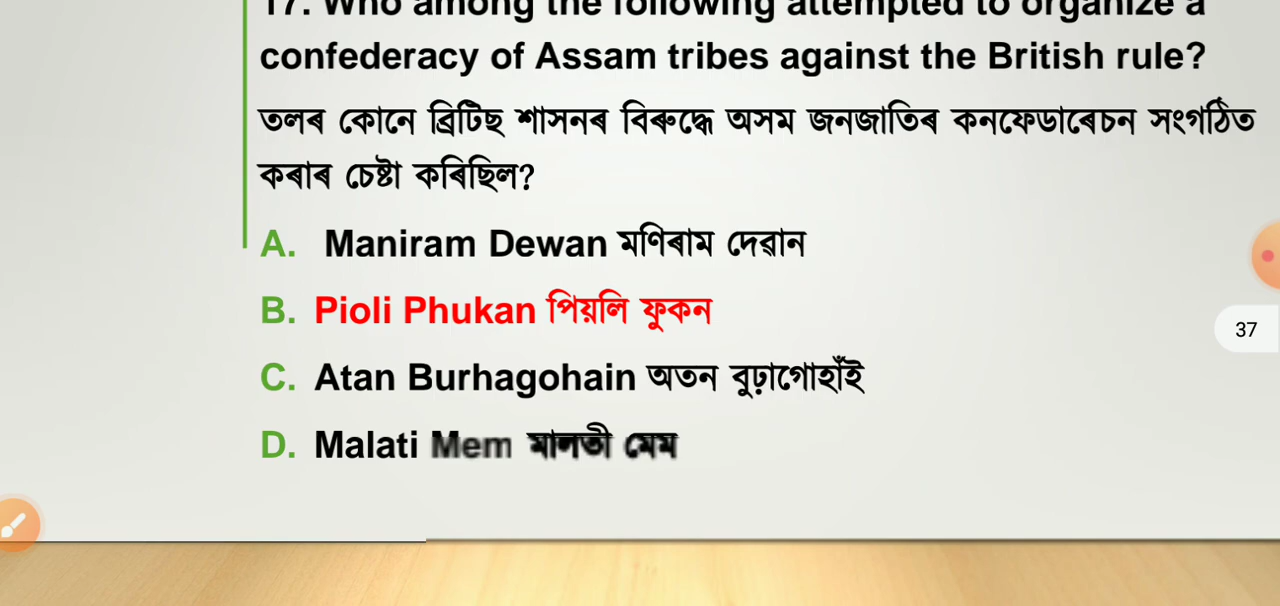 17. Who among the following attempted to organize a
confederacy of Assam tribes against the British rule?
তলৰ কোনে ব্ৰিটিছ শাসনৰ বিৰুদ্ধে অসম জনজাতিৰ কনফেডাৰেচন সংগঠিত
কৰাৰ চেষ্টা কৰিছিল?
A. Maniram Dewan মণিৰাম দেৱান
B. Pioli Phukan পিয়লি ফুকন
37
C. Atan Burhagohain অতন বুঢ়াগোহাঁই
D. Malati Mem মালতী মেম